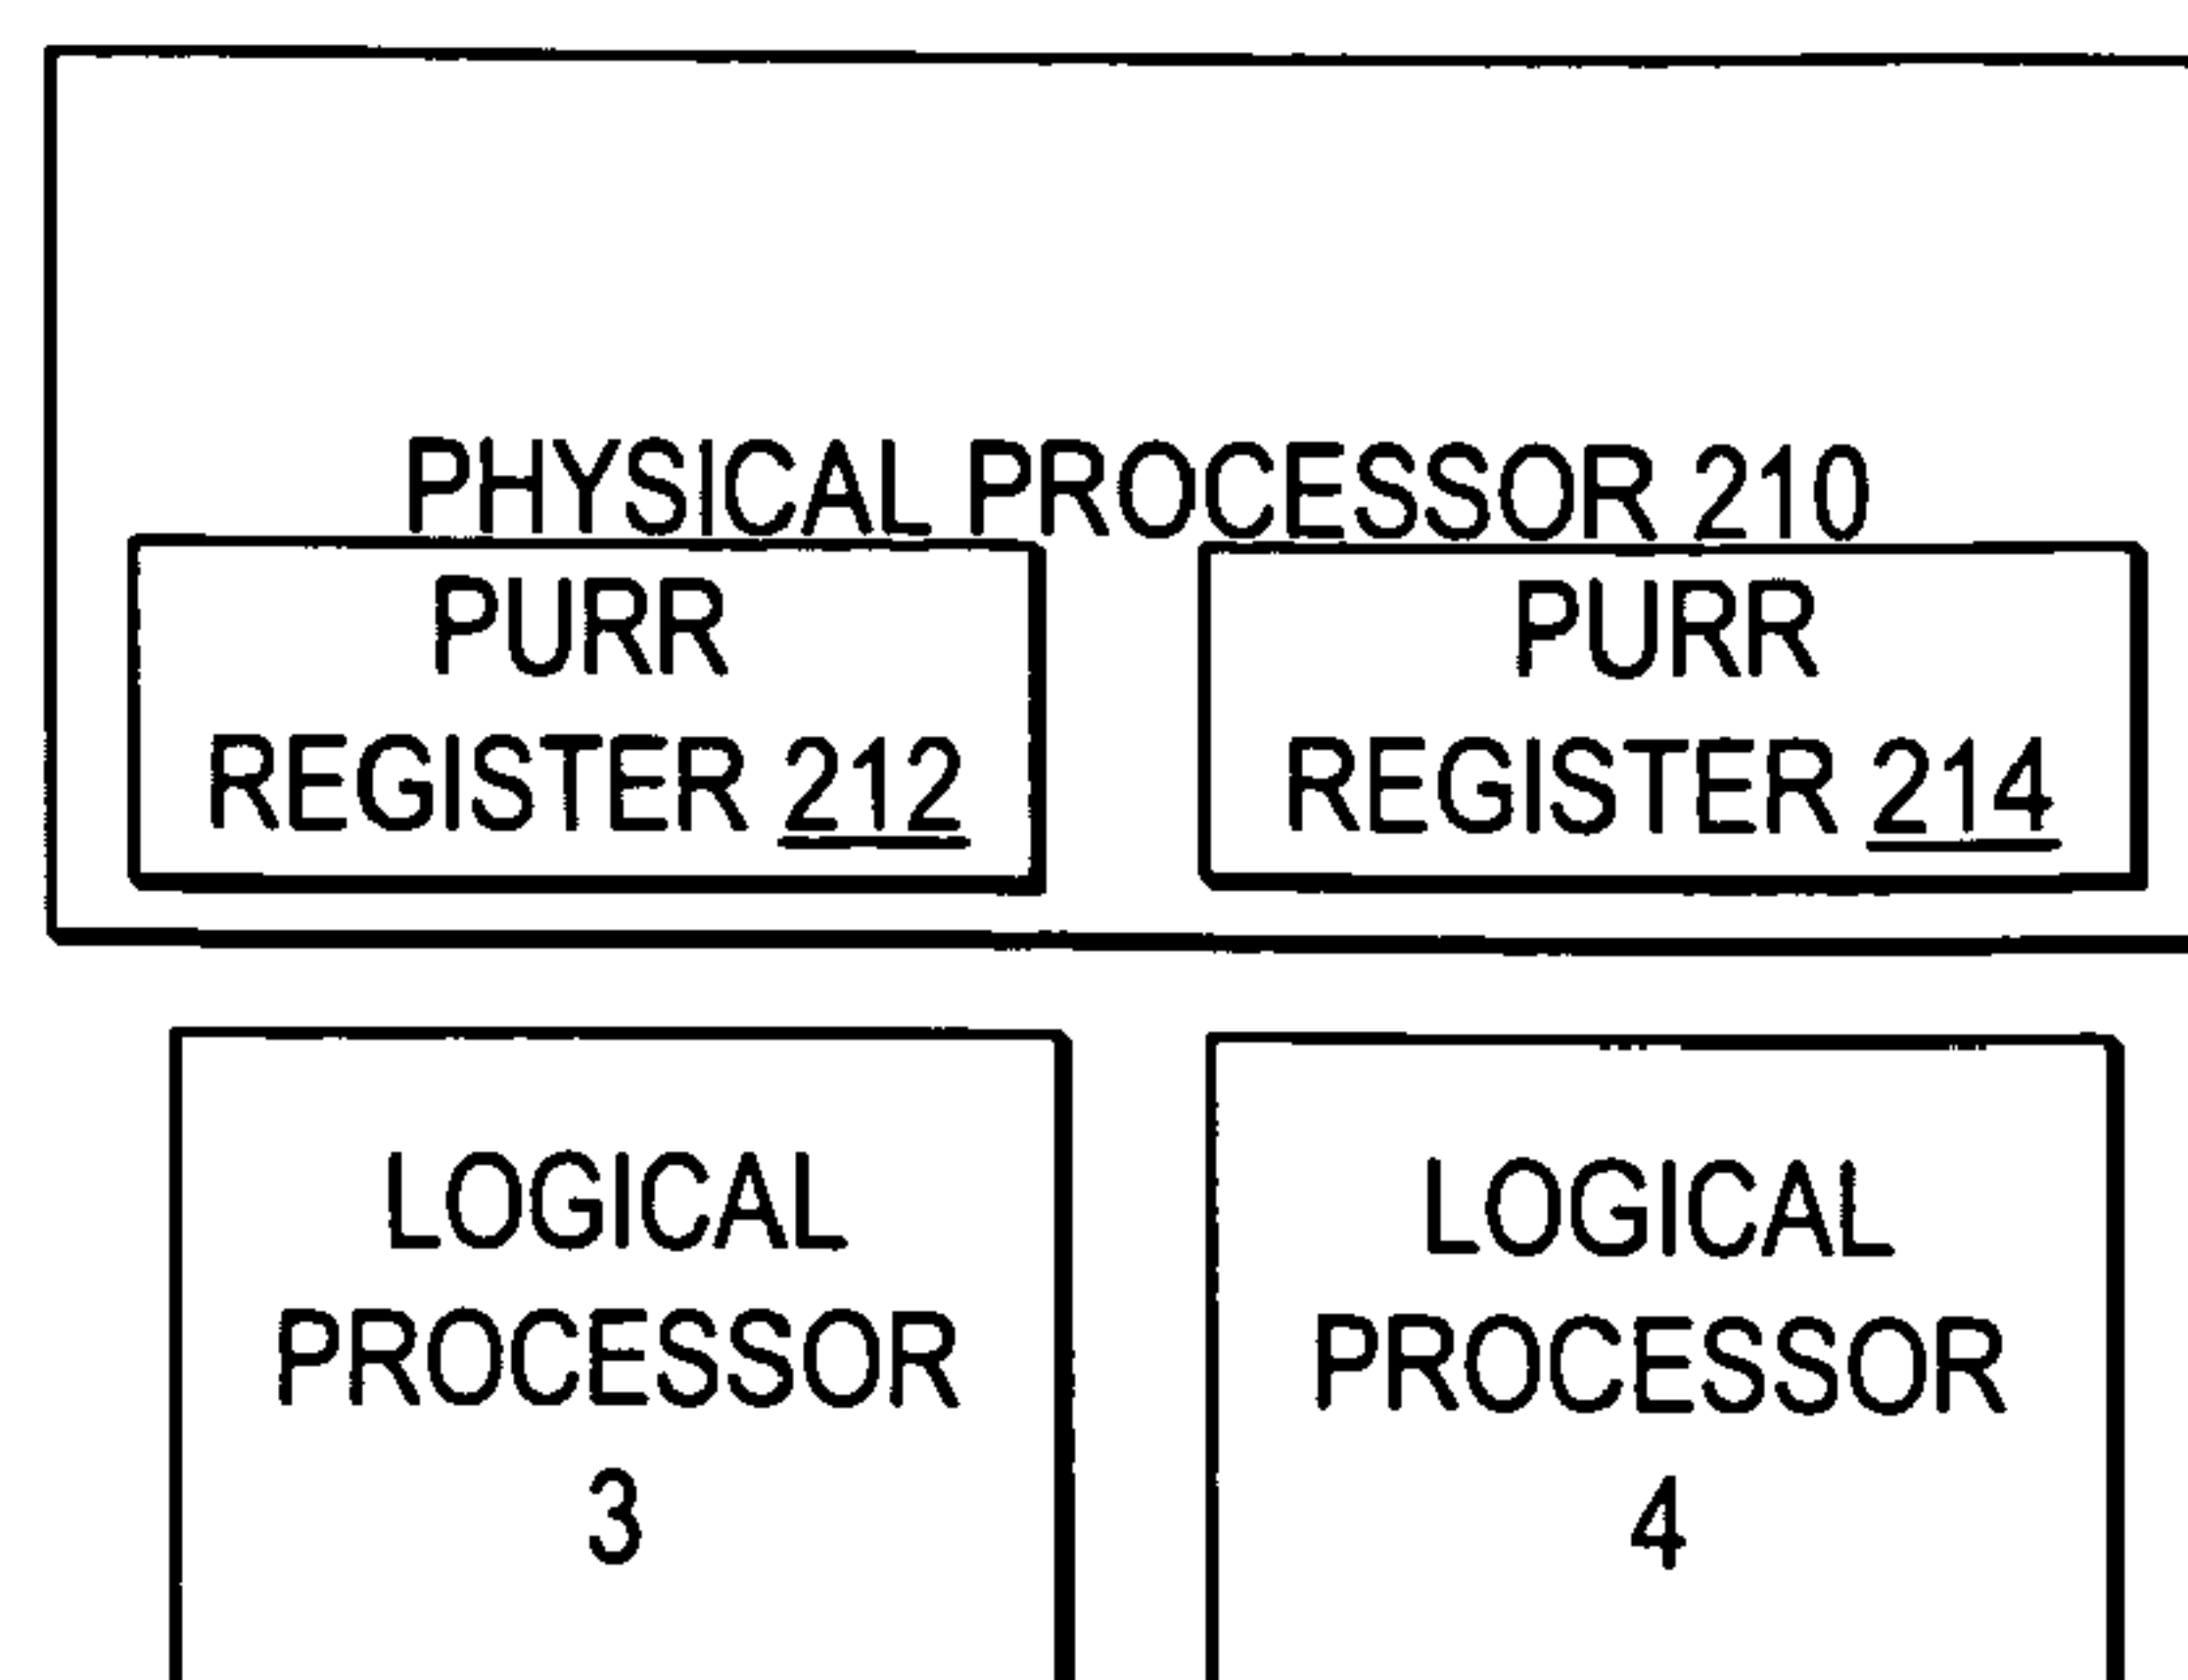 PHYSICAL PROCESSOR 210
PURR
REGISTER 212
PURR
REGISTER 214
LOGICAL
PROCESSOR
3
LOGICAL
PROCESSOR
4